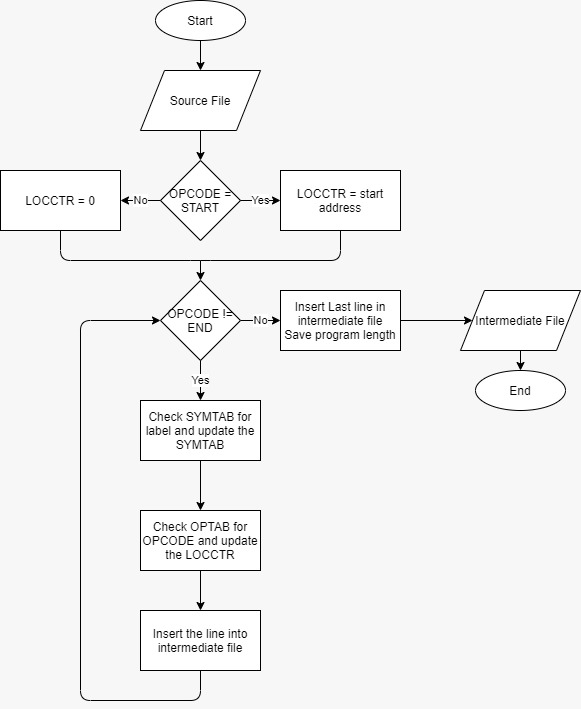 Start
Source File
OPCODE =
START
No
Yes
LOCCTR = 0
LOCCTR = start
address
OPCODE !=
END
No
Insert Last line in
intermediate file
Save program length
Intermediate File
End
Yes
Check SYMTAB for
label and update the
SYMTAB
Check OPTAB for
OPCODE and update
the LOCCTR
Insert the line into
intermediate file